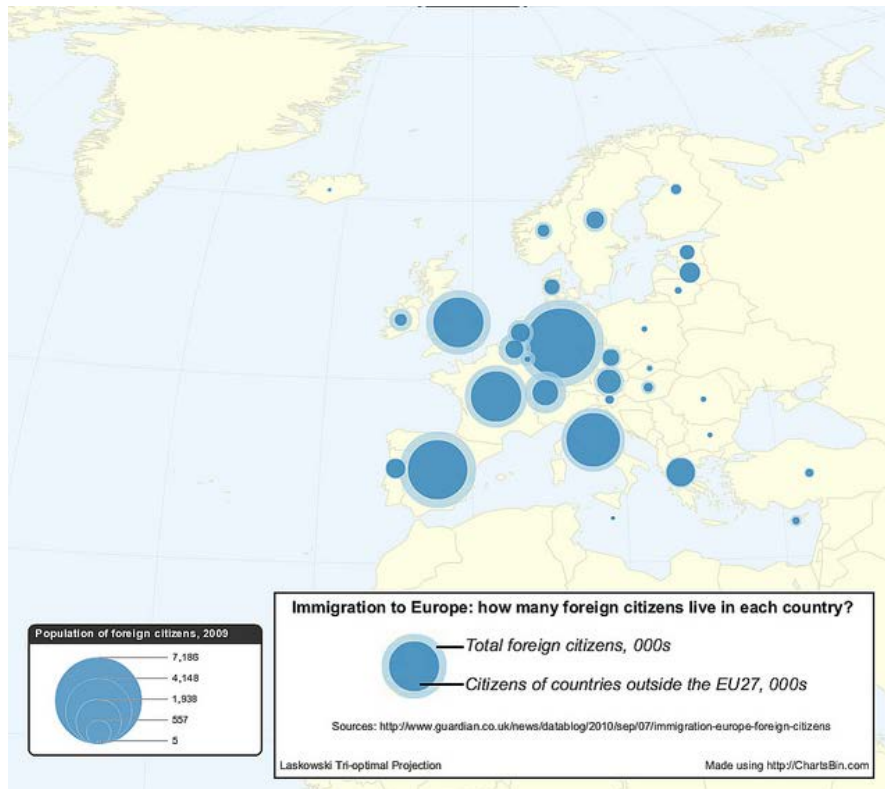 Immigration to Europe: how many foreign citizens live in each country?
Total foreign citizens, 000s
Citizens of countries outside the EU27, 000s
Sources: http://www.guardian.co.uk/news/datablog/2010/sep/07/immigration-europe-foreign-citizens
Laskowski Tri-optimal Projection
Made using http://ChartsBin.com
Population of foreign citizens, 2009
7,186
4,148
1,938
557
5